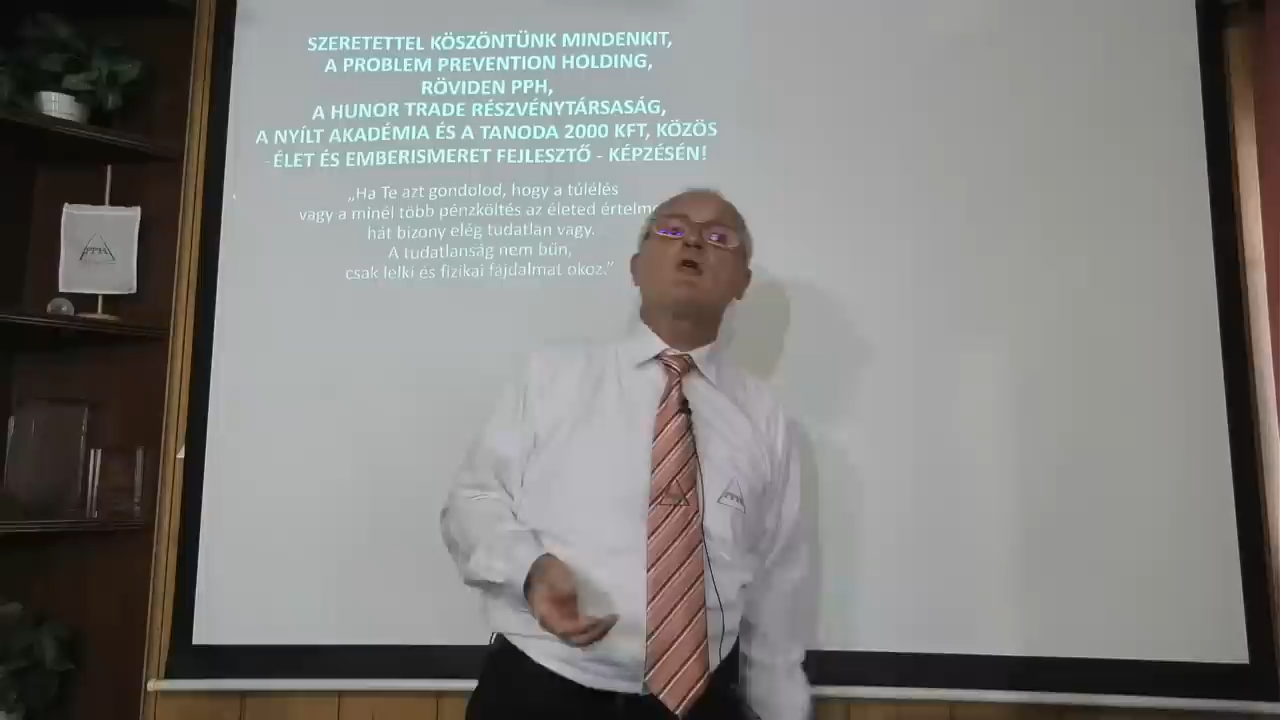 SZERETETTEL KÖSZÖNTÜNK MINDENKIT,
A PROBLEM PREVENTION HOLDING,
RÖVIDEN PPH,
A HUNOR TRADE RÉSZVÉNYTÁRSASÁG,
A NYÍLT AKADÉMIA ÉS A TANODA 2000 KFT, KÖZÖS
- ÉLET ÉS EMBERISMERET FEJLESZTŐ - KÉPZÉSÉN!
„Ha Te azt gondolod, hogy a túlélés
vagy a minél több pénzköltés az életed
hát bizony elég tudatlan vagy.
A tudatlanság nem bűn,
csak lelki és fizikai fájdalmat okoz.”
PPH
PPH